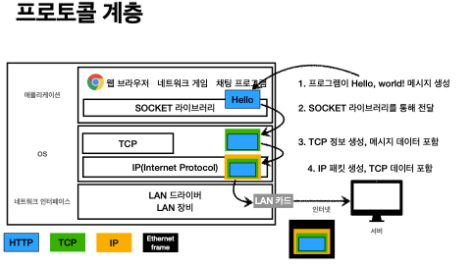 프로토콜 계층
애플리케이션
웹 브라우저 네트워크 게임 채팅 프로그램
Hello
SOCKET 라이브러리
1. 프로그램이 Hello, world! 메시지 생성
2. SOCKET 라이브러리를 통해 전달
OS
TCP
3. TCP 정보 생성, 메시지 데이터 포함
IP(Internet Protocol)
4. IP 패킷 생성, TCP 데이터 포함
네트워크 인터페이스
LAN 드라이버
LAN 장비
LAN 카드
인터넷
서버
HTTP
TCP
IP
Ethernet
frame